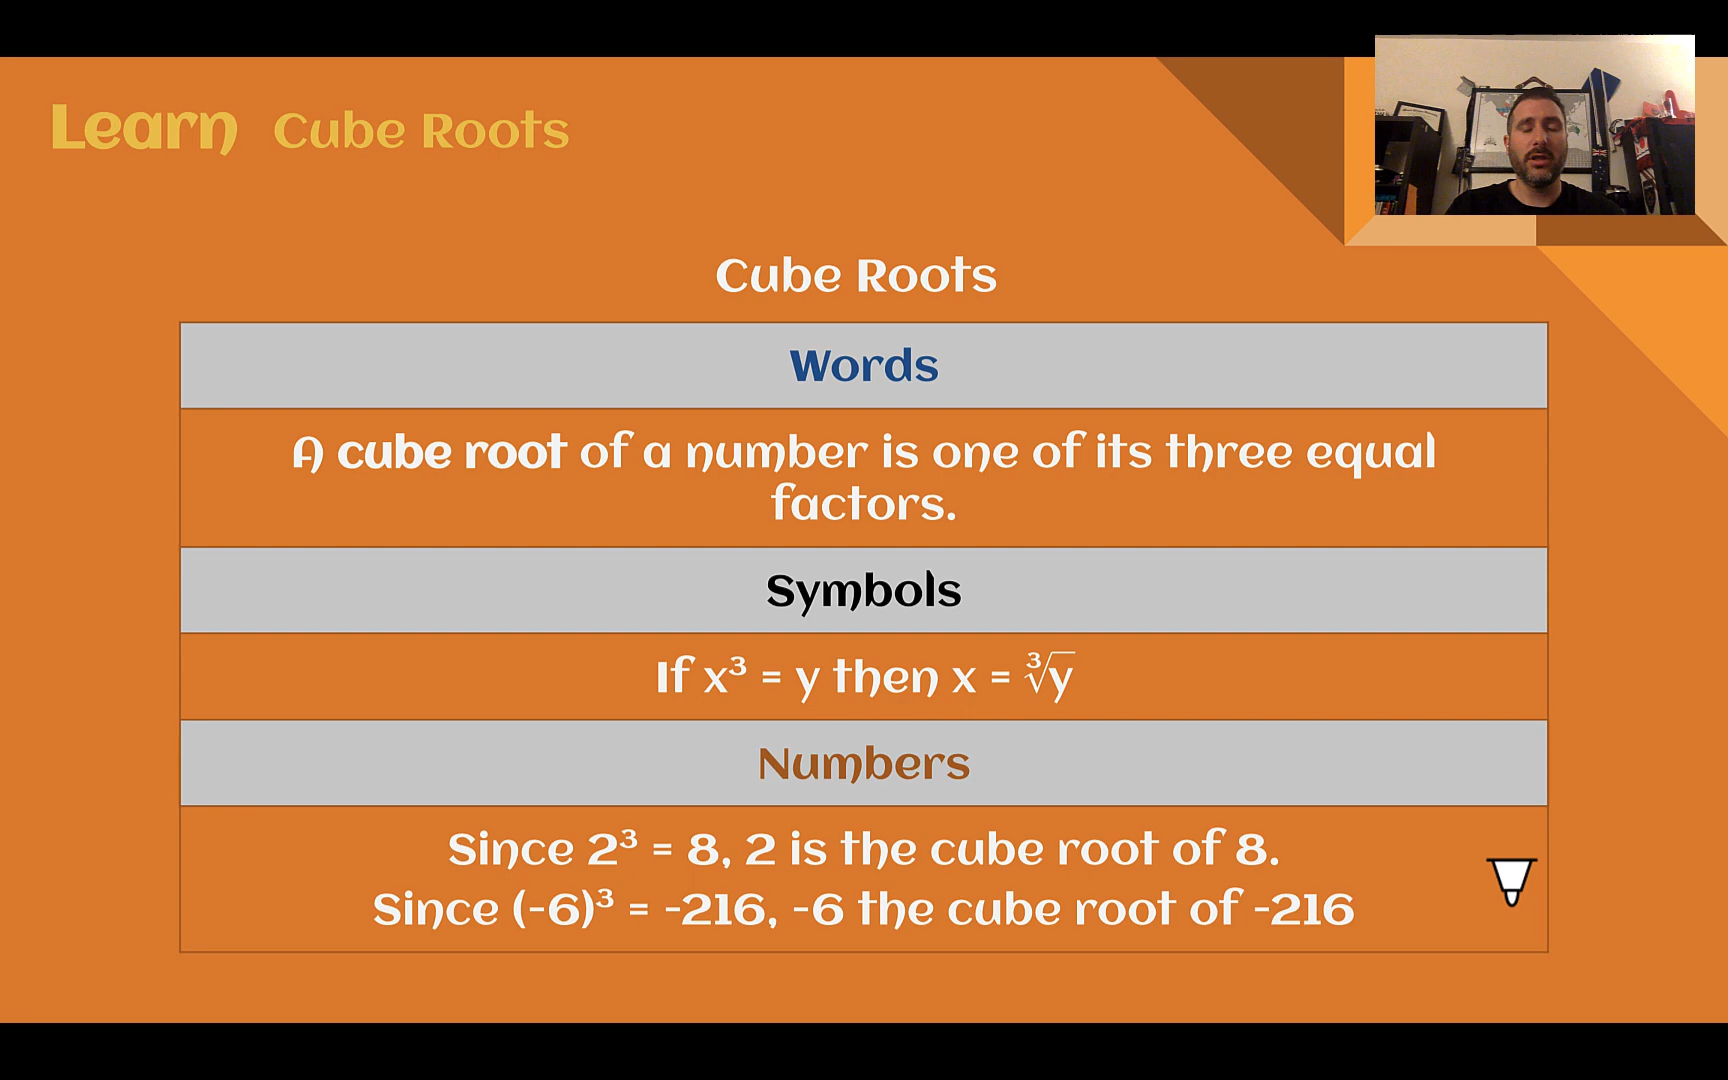 Learn Cube Roots
Cube Roots
Words
A cube root of a number is one of its three equal
factors.
Symbols
If x³ = y then x = ∛y
Numbers
Since 2³ = 8, 2 is the cube root of 8.
Since (-6)³ = -216, -6 the cube root of -216